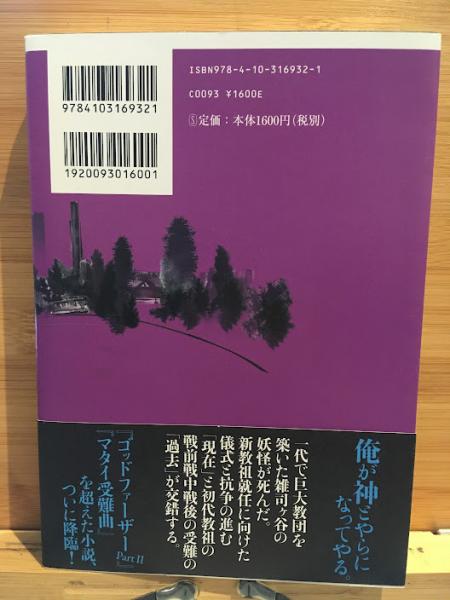 ISBN978-4-10-316932-1
C0093 ¥1600E
Ⓢ定価：本体1600円(税別)
9784103169321
1920093016001
俺が神とやらに
なってやる。
一代で巨大教団を
築いた雑司ヶ谷の
妖怪が死んだ。
新教祖就任に向けた
儀式と抗争の進む
「現在」と初代教祖の
戦前戦中戦後の受難の
「過去」が交錯する。
『ゴッドファーザー Part II』
『マタイ受難曲』
を超えた小説、
ついに降臨！